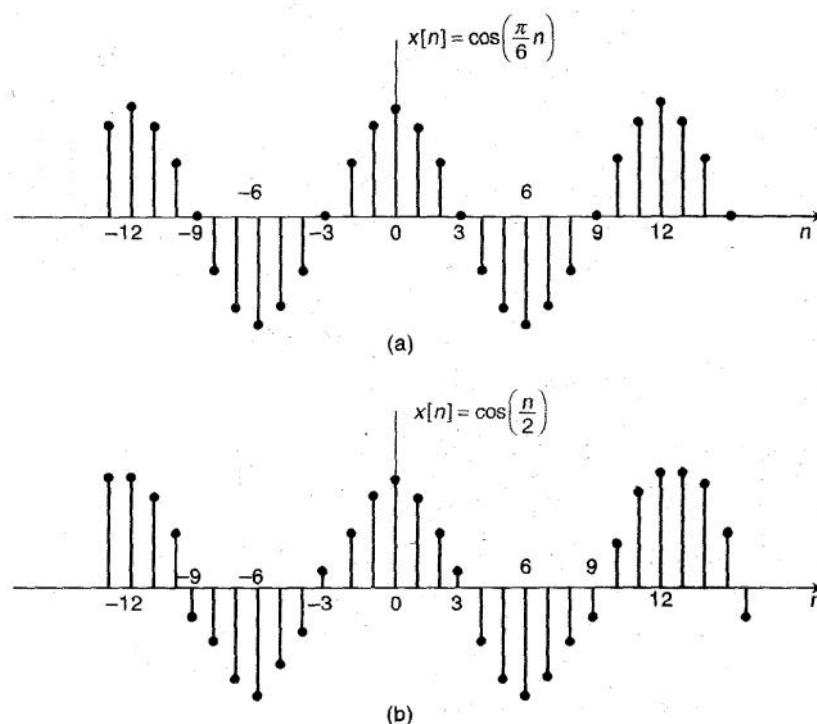 x[n] = cos(π/6 n)
−6 6
−12 −9 −3 0 3 9 12 n
(a)
x[n] = cos(n/2)
−9 −6 6 9
−12 −3 0 3 12
(b)